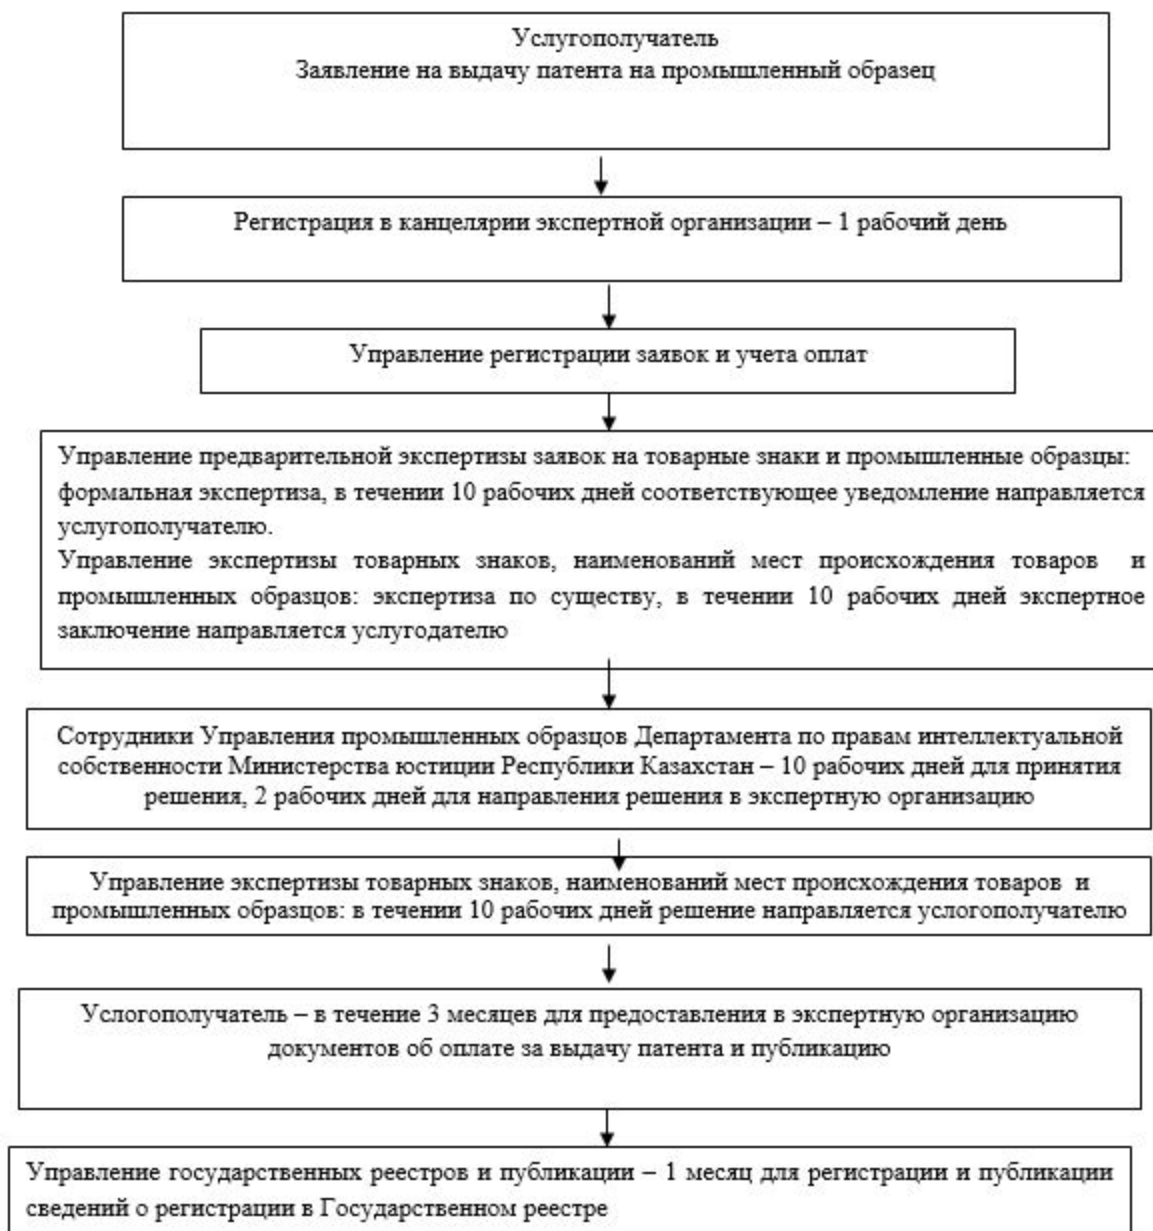 Услугополучатель
Заявление на выдачу патента на промышленный образец
Регистрация в канцелярии экспертной организации – 1 рабочий день
Управление регистрации заявок и учета оплат
Управление предварительной экспертизы заявок на товарные знаки и промышленные образцы:
формальная экспертиза, в течении 10 рабочих дней соответствующее уведомление направляется
услугополучателю.
Управление экспертизы товарных знаков, наименований мест происхождения товаров и
промышленных образцов: экспертиза по существу, в течении 10 рабочих дней экспертное
заключение направляется услугодателю
Сотрудники Управления промышленных образцов Департамента по правам интеллектуальной
собственности Министерства юстиции Республики Казахстан – 10 рабочих дней для принятия
решения, 2 рабочих дней для направления решения в экспертную организацию
Управление экспертизы товарных знаков, наименований мест происхождения товаров и
промышленных образцов: в течении 10 рабочих дней решение направляется услогополучателю
Услогополучатель – в течение 3 месяцев для предоставления в экспертную организацию
документов об оплате за выдачу патента и публикацию
Управление государственных реестров и публикации – 1 месяц для регистрации и публикации
сведений о регистрации в Государственном реестре